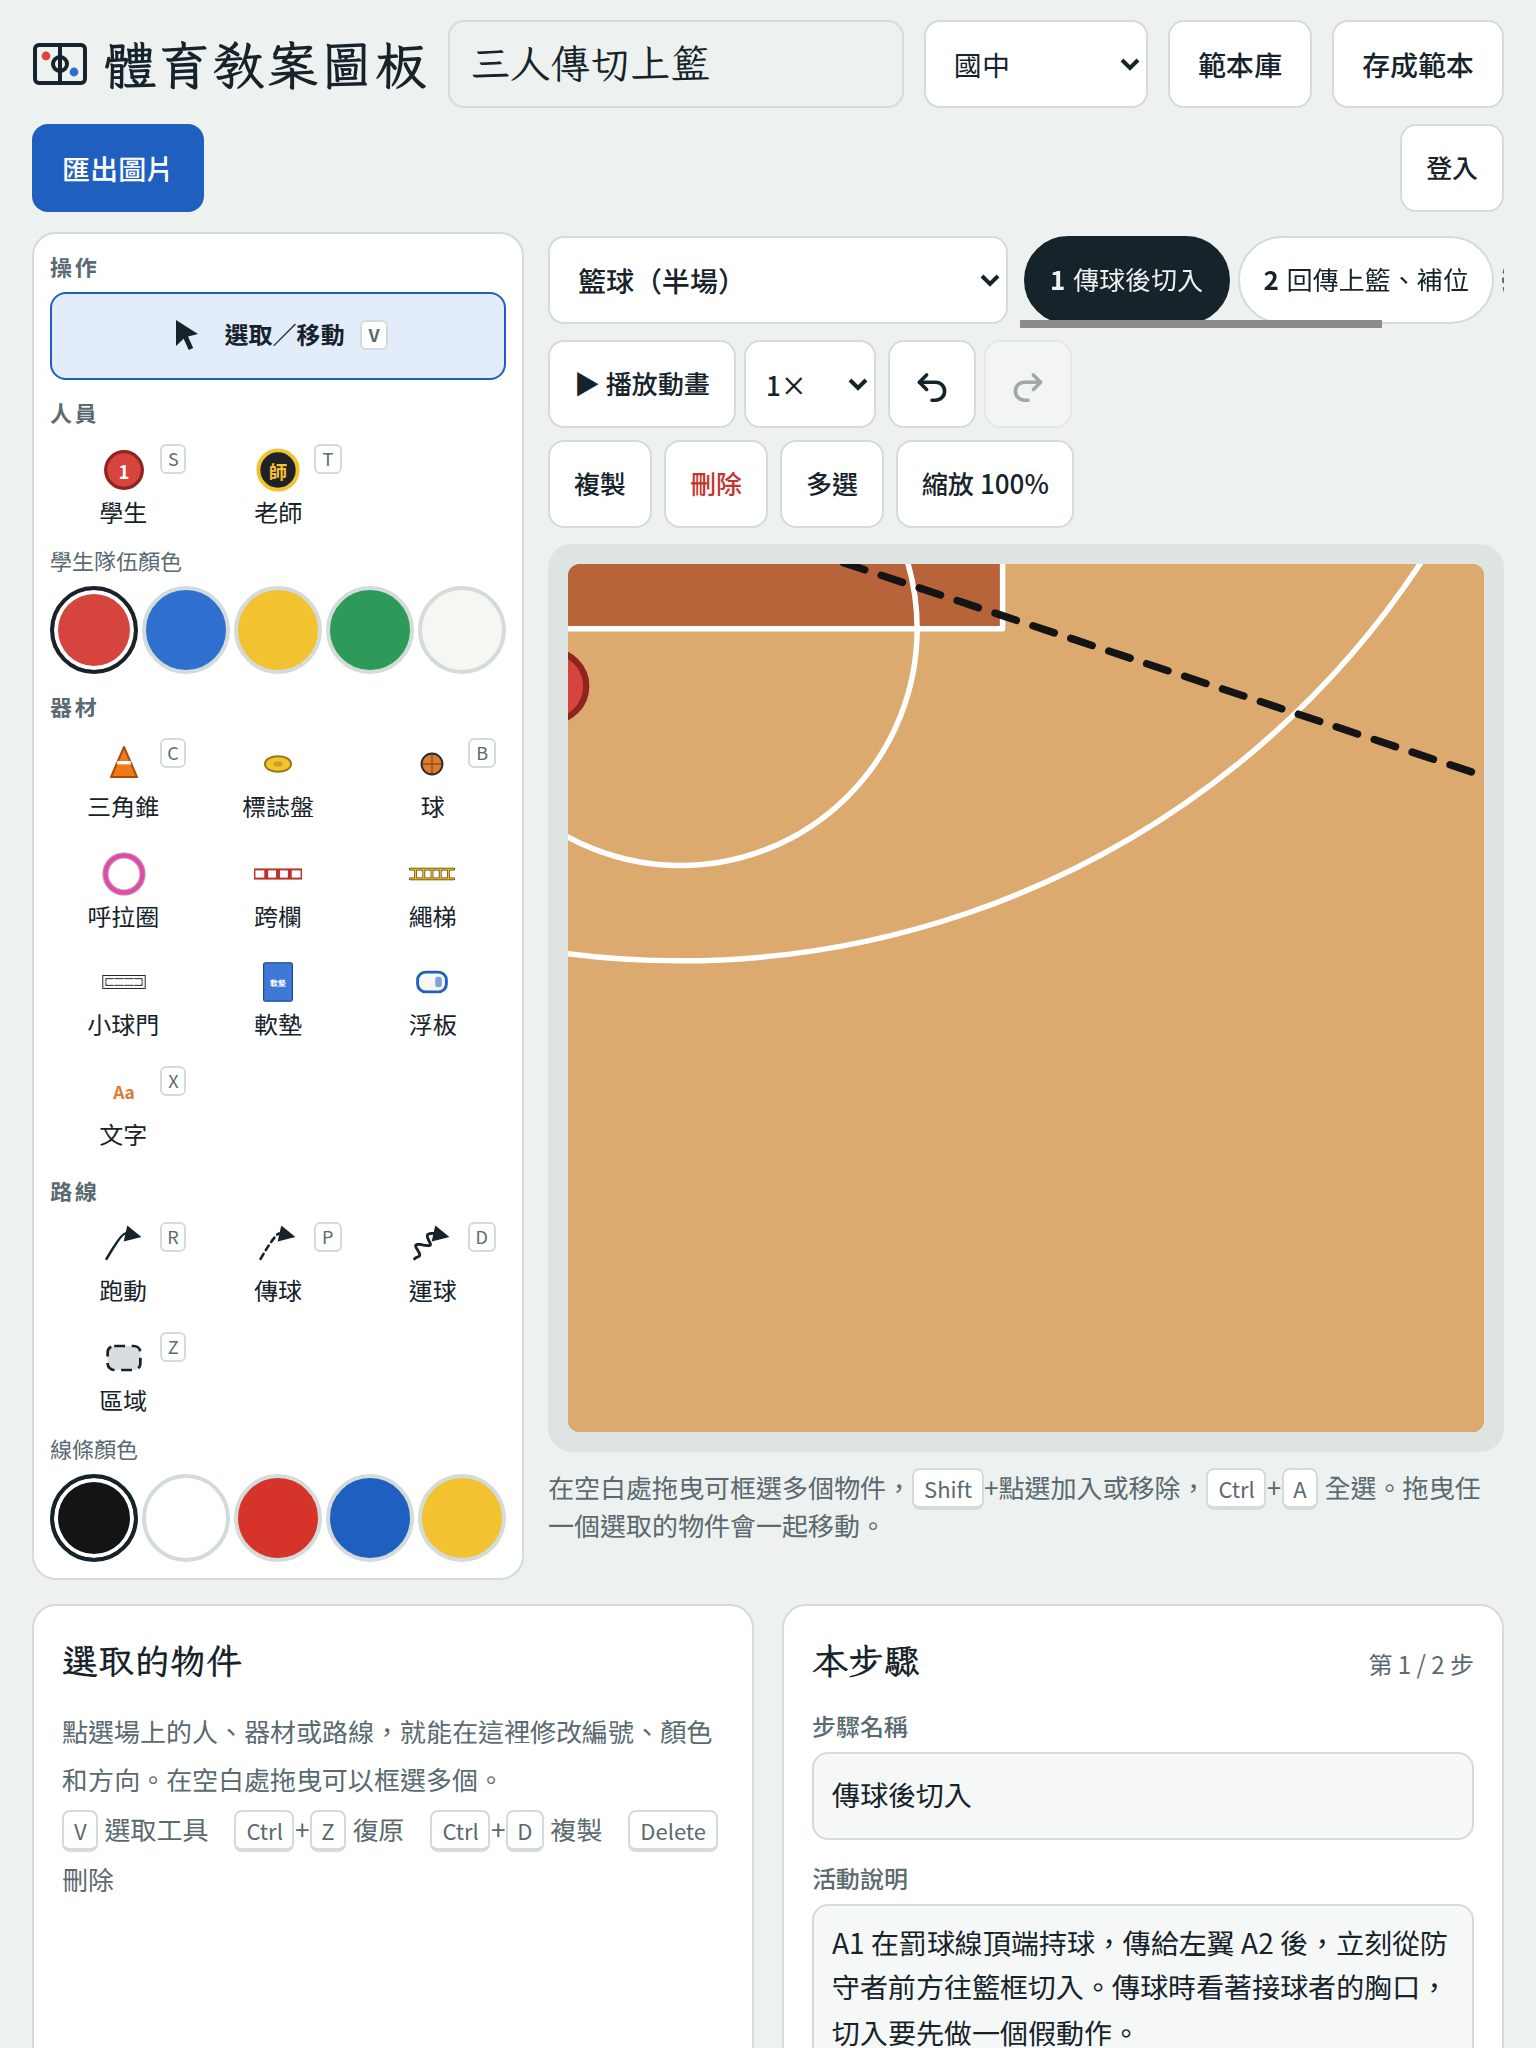 體育教案圖板
三人傳切上籃
國中
範本庫
存成範本
匯出圖片
登入
操作
選取／移動 V
人員
1 S
師 T
學生
老師
學生隊伍顏色
器材
C
B
三角錐
標誌盤
球
呼拉圈
跨欄
繩梯
軟墊
小球門
軟墊
浮板
Aa X
文字
路線
R
P
D
跑動
傳球
運球
Z
區域
線條顏色
籃球（半場）
1 傳球後切入
2 回傳上籃、補位
▶ 播放動畫
1×
複製
刪除
多選
縮放 100%
在空白處拖曳可框選多個物件，Shift+點選加入或移除，Ctrl+A 全選。拖曳任
一個選取的物件會一起移動。
選取的物件
點選場上的人、器材或路線，就能在這裡修改編號、顏色
和方向。在空白處拖曳可以框選多個。
V 選取工具 Ctrl+Z 復原 Ctrl+D 複製 Delete
刪除
本步驟
第 1 / 2 步
步驟名稱
傳球後切入
活動說明
A1 在罰球線頂端持球，傳給左翼 A2 後，立刻從防
守者前方往籃框切入。傳球時看著接球者的胸口，
切入要先做一個假動作。